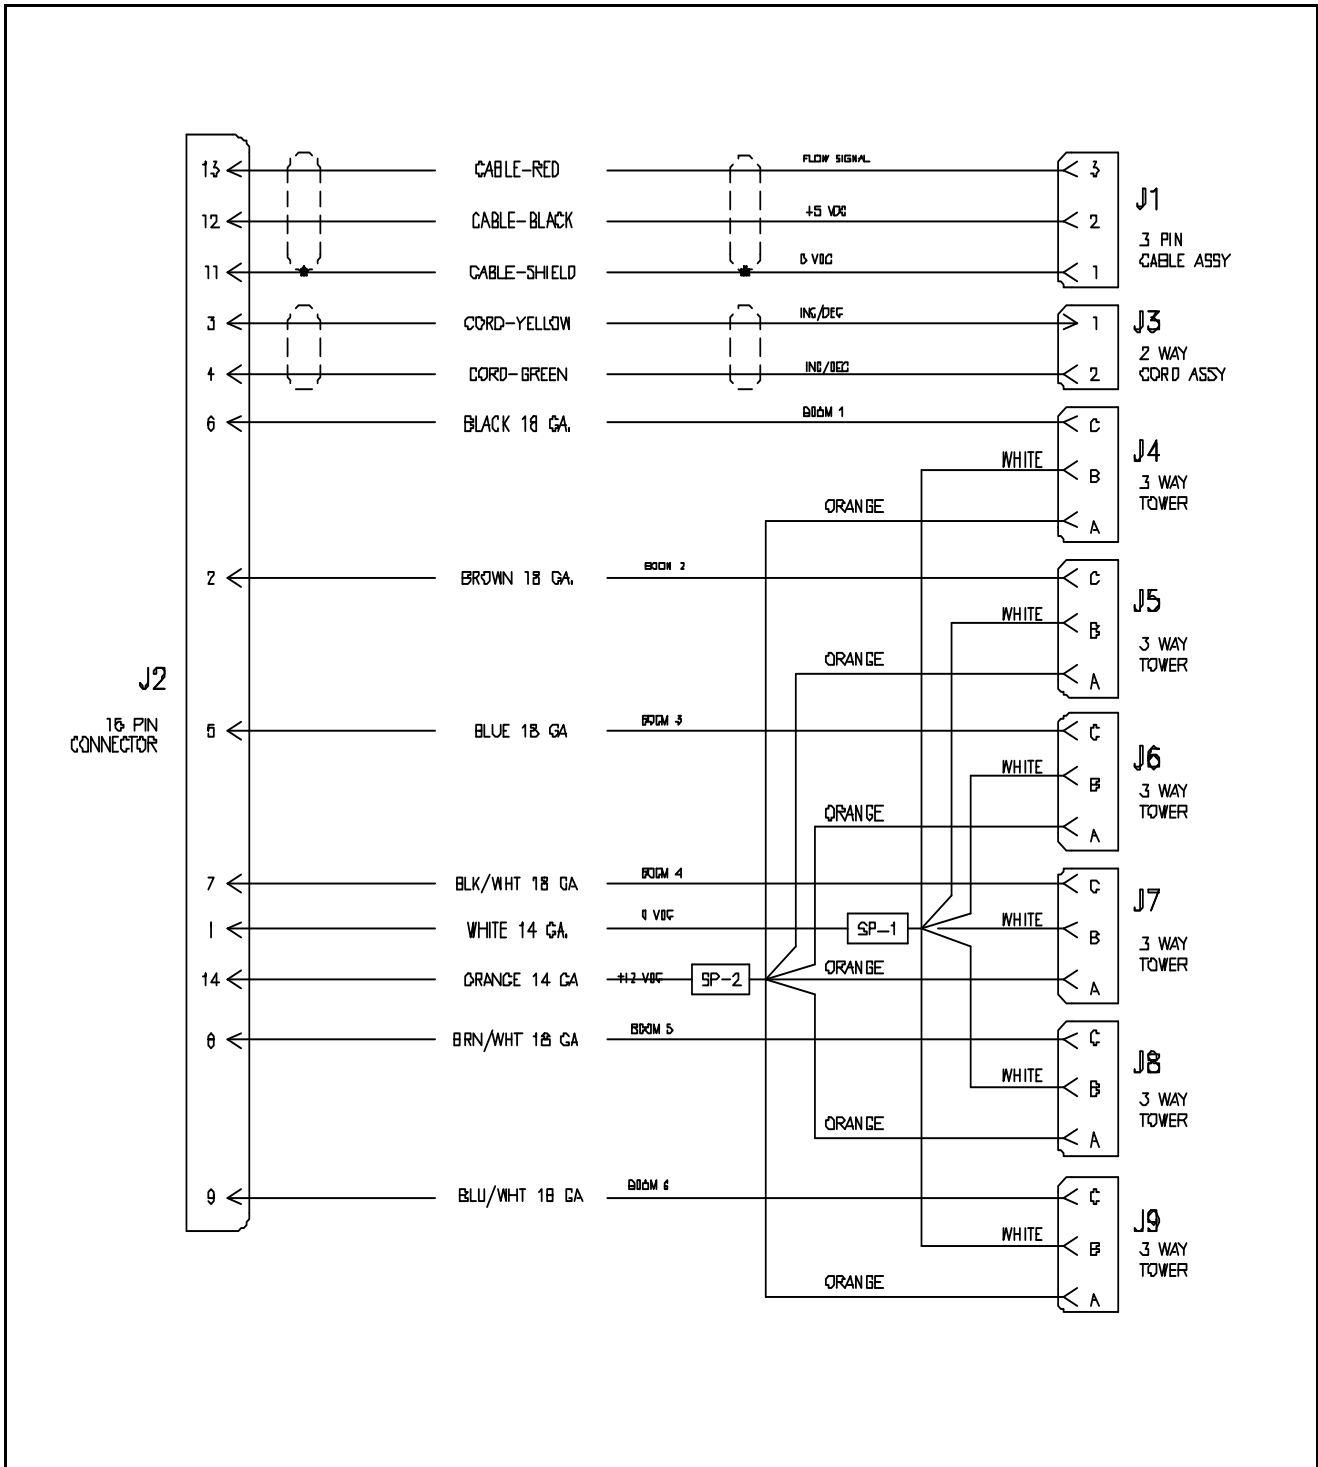 13 CABLE-RED FLOW SIGNAL 3
J1
12 CABLE-BLACK +5 VDC 2
3 PIN
CABLE ASSY
11 CABLE-SHIELD 0 VDC 1
3 CORD-YELLOW INC/DEC 1
J3
2 WAY
CORD ASSY
4 CORD-GREEN INC/DEC 2
6 BLACK 18 GA. BOOM 1 C
J4
WHITE B
3 WAY
TOWER
ORANGE A
2 BROWN 18 GA. BOOM 2 C
J5
WHITE B
3 WAY
TOWER
ORANGE A
J2
16 PIN
CONNECTOR
5 BLUE 18 GA BOOM 3 C
J6
WHITE B
3 WAY
TOWER
ORANGE A
7 BLK/WHT 18 GA BOOM 4 C
J7
1 WHITE 14 GA. 0 VDC SP-1 WHITE B
3 WAY
TOWER
14 ORANGE 14 GA +12 VDC SP-2 ORANGE A
8 BRN/WHT 18 GA BOOM 5 C
J8
WHITE B
3 WAY
TOWER
ORANGE A
9 BLU/WHT 18 GA BOOM 6 C
J9
WHITE B
3 WAY
TOWER
ORANGE A